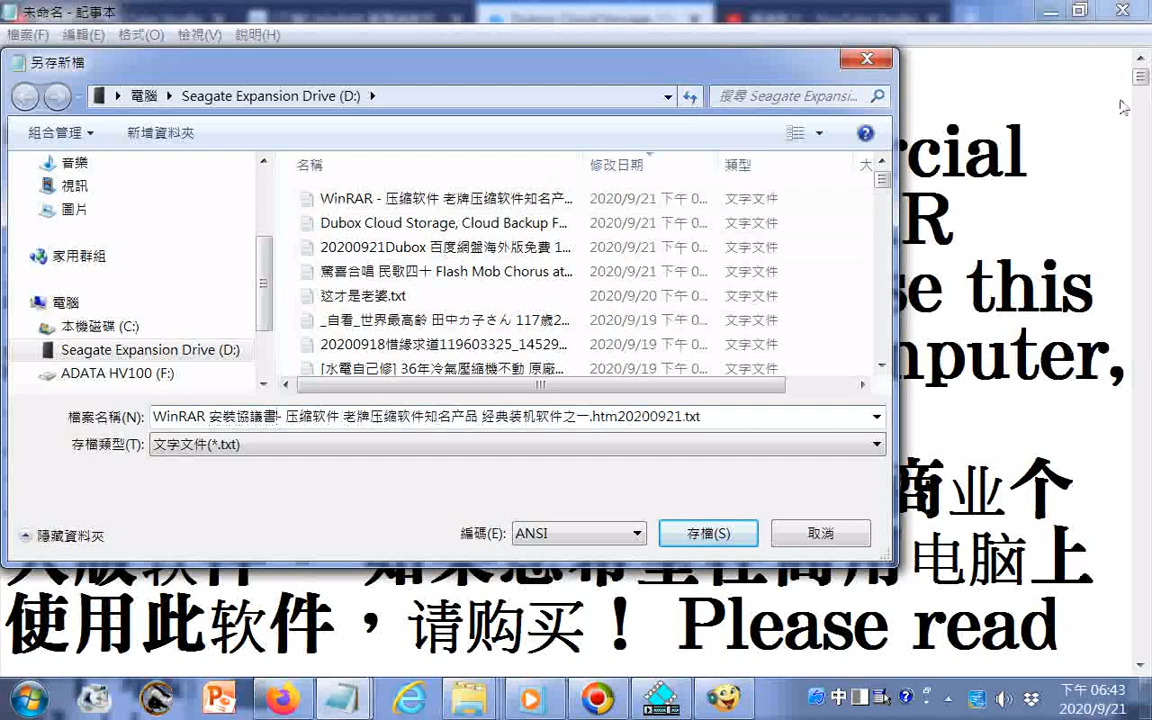 未命名 - 記事本
檔案(F) 編輯(E) 格式(O) 檢視(V) 說明(H)
另存新檔
電腦 Seagate Expansion Drive (D:)
搜尋 Seagate Expansi...
組合管理 新增資料夾
音樂
視訊
圖片
家用群組
電腦
本機磁碟 (C:)
Seagate Expansion Drive (D:)
ADATA HV100 (F:)
名稱 修改日期 類型 大
WinRAR - 压缩软件 老牌压缩软件知名产... 2020/9/21 下午 0... 文字文件
Dubox Cloud Storage, Cloud Backup F... 2020/9/21 下午 0... 文字文件
20200921Dubox 百度網盤海外版免費 1... 2020/9/21 下午 0... 文字文件
驚喜合唱 民歌四十 Flash Mob Chorus at... 2020/9/21 下午 0... 文字文件
这才是老婆.txt 2020/9/20 下午 0... 文字文件
_自看_世界最高齡 田中カ子さん 117歲2... 2020/9/19 下午 0... 文字文件
20200918惜緣求道119603325_14529... 2020/9/19 下午 0... 文字文件
[水電自己修] 36年冷氣壓縮機不動 原廠... 2020/9/19 下午 0... 文字文件
檔案名稱(N): WinRAR 安裝協議書- 压缩软件 老牌压缩软件知名产品 经典装机软件之一.htm20200921.txt
存檔類型(T): 文字文件(*.txt)
隱藏資料夾
編碼(E): ANSI 存檔(S) 取消
rcial
R
se this
mputer,
商业个
人版软件 如果您希望在商用电脑上
使用此软件，请购买！ Please read
中
下午 06:43
2020/9/21